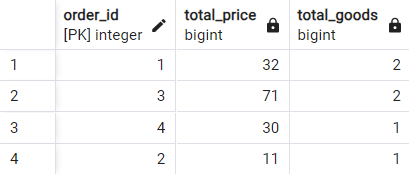 order_id total_price total_goods
[PK] integer bigint bigint
1 1 32 2
2 3 71 2
3 4 30 1
4 2 11 1